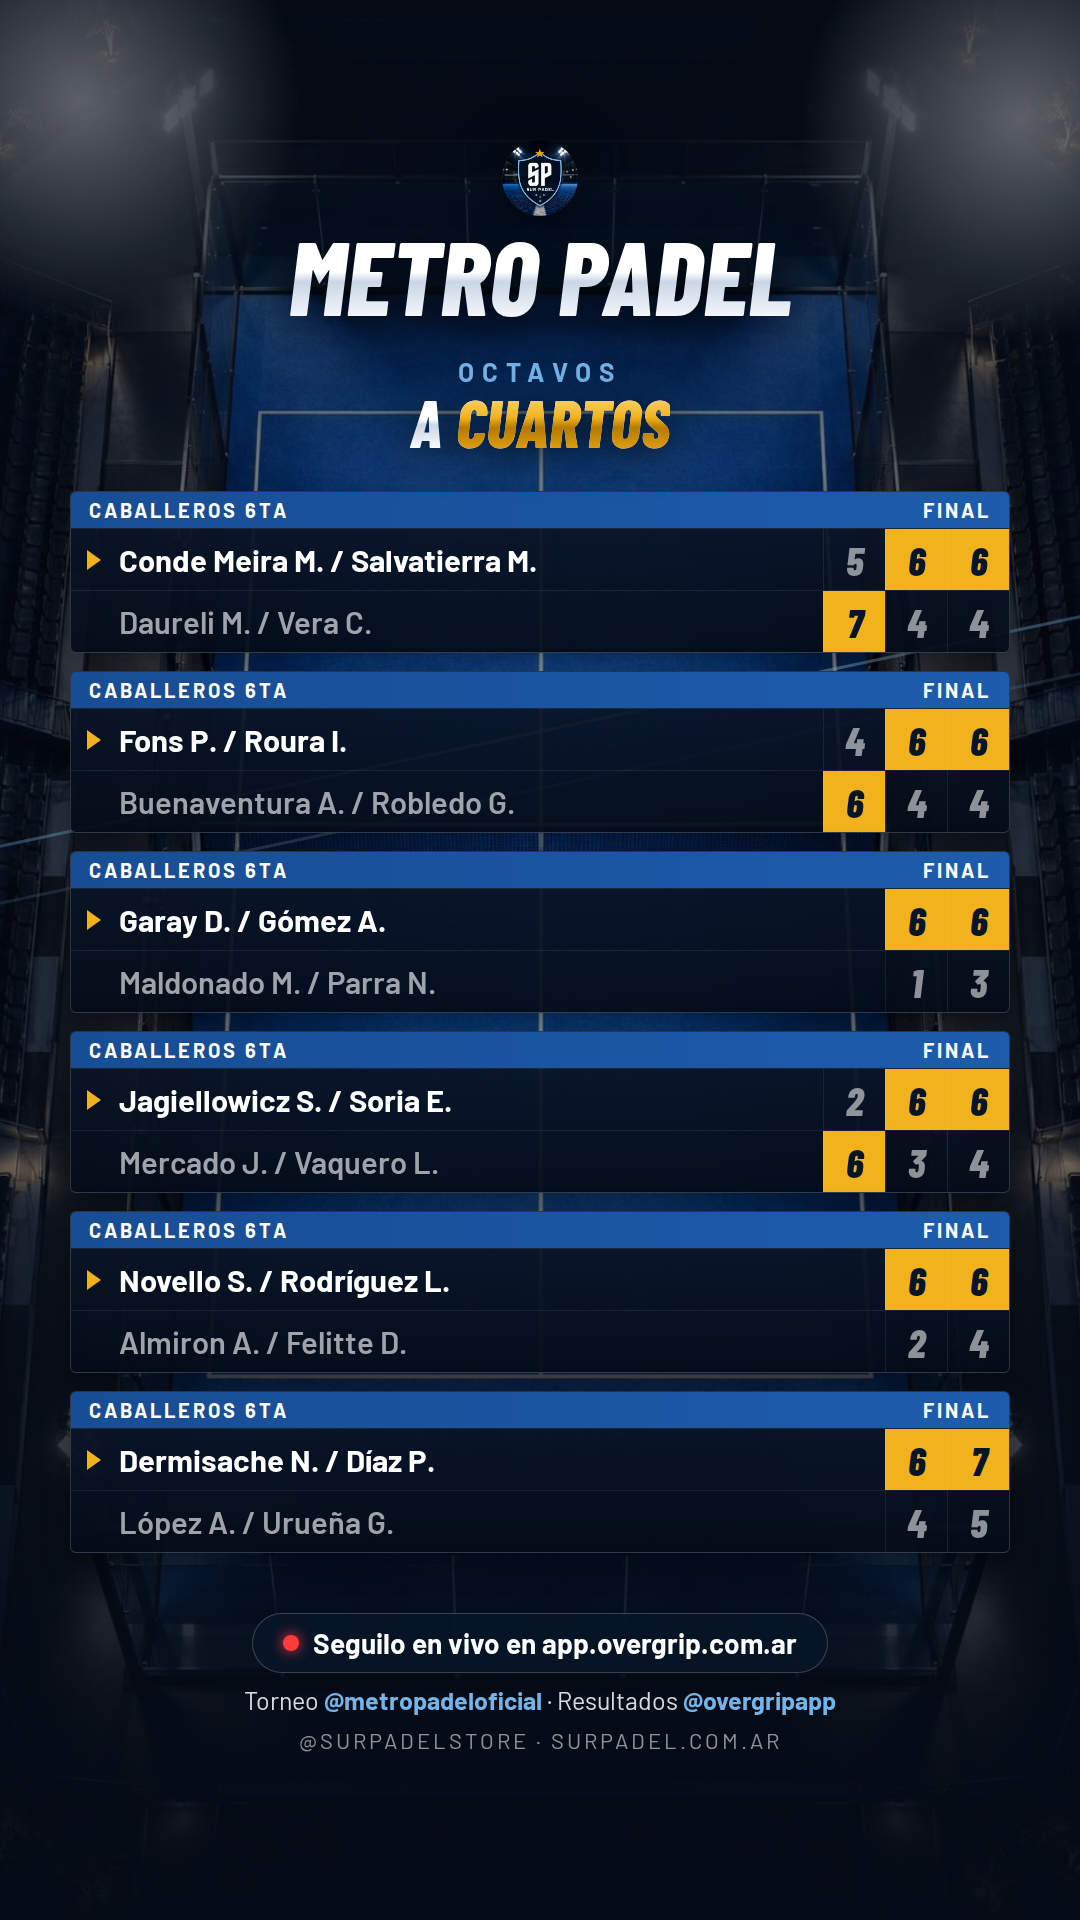 SP
SUR PADEL
METRO PADEL
OCTAVOS
A CUARTOS
CABALLEROS 6TA FINAL
Conde Meira M. / Salvatierra M. 5 6 6
Daureli M. / Vera C. 7 4 4
CABALLEROS 6TA FINAL
Fons P. / Roura I. 4 6 6
Buenaventura A. / Robledo G. 6 4 4
CABALLEROS 6TA FINAL
Garay D. / Gómez A. 6 6
Maldonado M. / Parra N. 1 3
CABALLEROS 6TA FINAL
Jagiellowicz S. / Soria E. 2 6 6
Mercado J. / Vaquero L. 6 3 4
CABALLEROS 6TA FINAL
Novello S. / Rodríguez L. 6 6
Almiron A. / Felitte D. 2 4
CABALLEROS 6TA FINAL
Dermisache N. / Díaz P. 6 7
López A. / Urueña G. 4 5
Seguilo en vivo en app.overgrip.com.ar
Torneo @metropadeloficial · Resultados @overgripapp
@SURPADELSTORE · SURPADEL.COM.AR